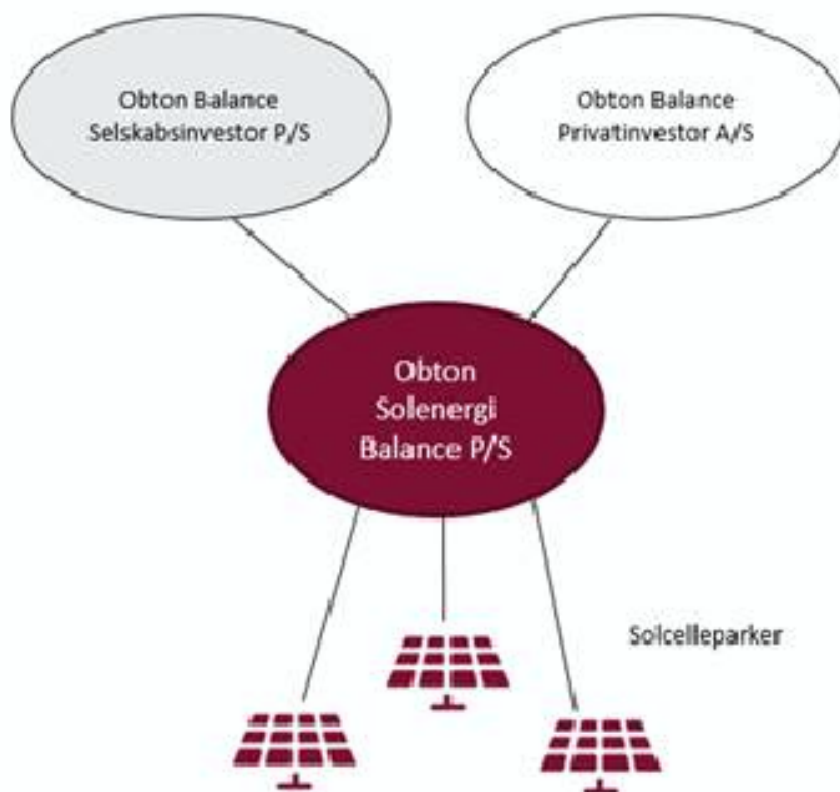 Obton Balance
Selskabsinvestor P/S
Obton Balance
Privatinvestor A/S
Obton
Solenergi
Balance P/S
Solcelleparker